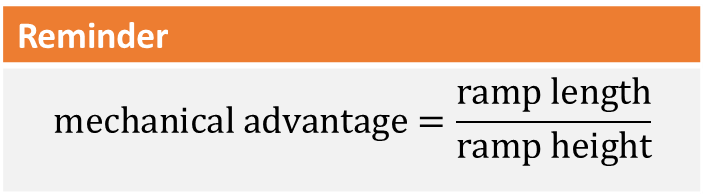 Reminder
mechanical advantage = ramp length / ramp height